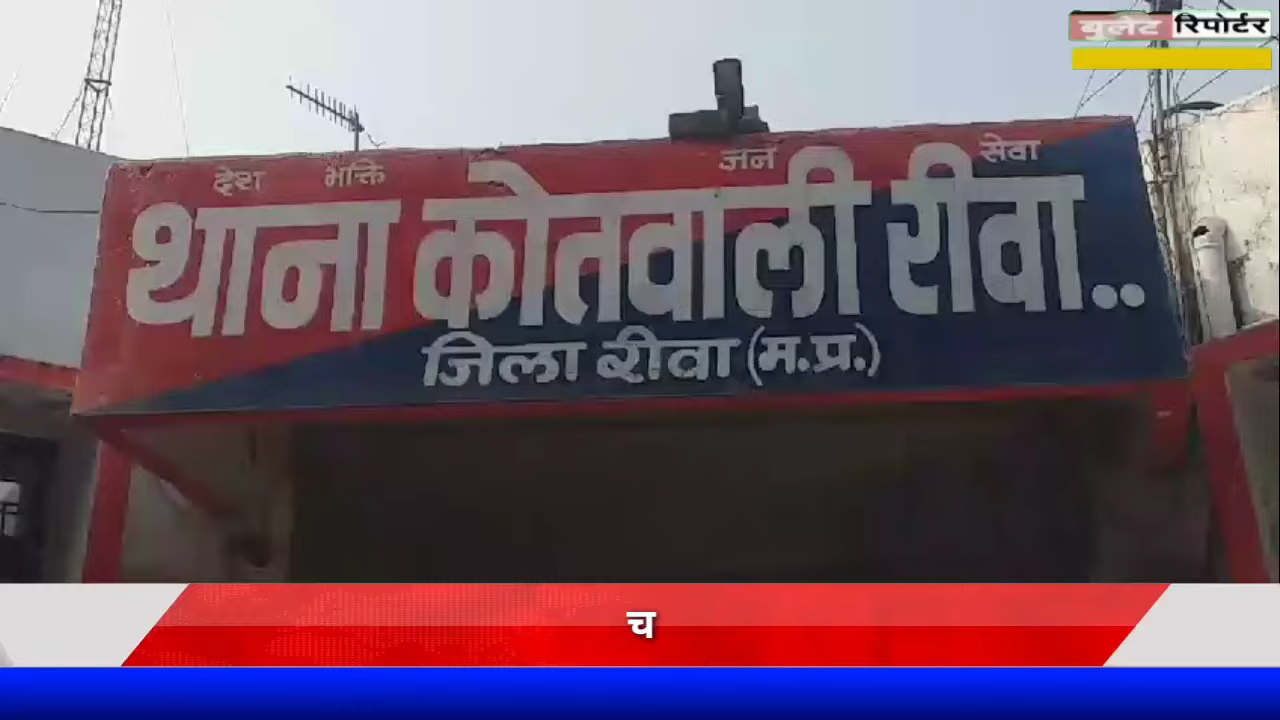 बुलेट रिपोर्टर
देश भक्ति जन सेवा
थाना कोतवाली रीवा..
जिला रीवा (म.प्र.)
च